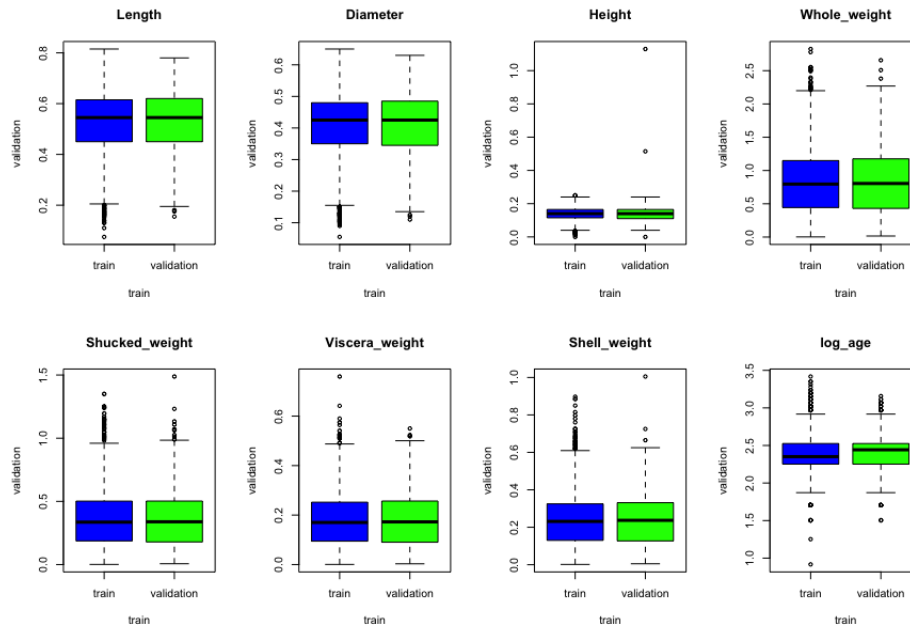 Length
validation
0.2 0.4 0.6 0.8
train validation
train
Diameter
validation
0.1 0.2 0.3 0.4 0.5 0.6
train validation
train
Height
validation
0.0 0.2 0.4 0.6 0.8 1.0
train validation
train
Whole_weight
validation
0.0 0.5 1.0 1.5 2.0 2.5
train validation
train
Shucked_weight
validation
0.0 0.5 1.0 1.5
train validation
train
Viscera_weight
validation
0.0 0.2 0.4 0.6
train validation
train
Shell_weight
validation
0.0 0.2 0.4 0.6 0.8 1.0
train validation
train
log_age
validation
1.0 1.5 2.0 2.5 3.0 3.5
train validation
train